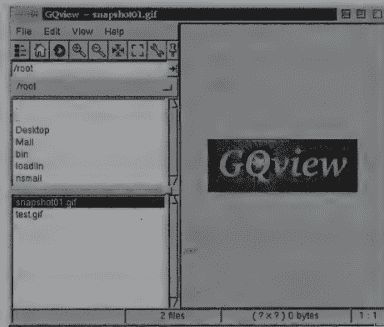 GQview - snapshot01.gif
File Edit View Help
/root
/root
.
..
Desktop
Mail
bin
loadlin
nsmail
snapshot01.gif
test.gif
GQview
2 files
( ? x ? ) 0 bytes
1 : 1